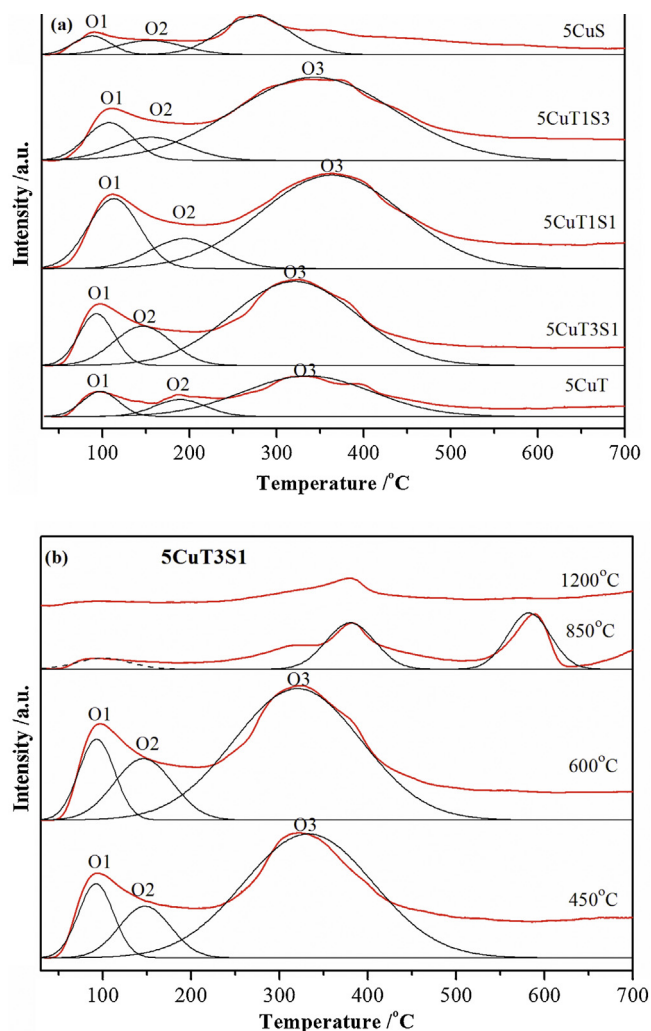 (a)
O1
O2
5CuS
O1
O2
O3
5CuT1S3
O1
O2
O3
5CuT1S1
O1
O2
O3
5CuT3S1
O1
O2
O3
5CuT
Intensity /a.u.
100 200 300 400 500 600 700
Temperature /°C
(b) 5CuT3S1
1200°C
850°C
O1
O2
O3
600°C
O1
O2
O3
450°C
Intensity /a.u.
100 200 300 400 500 600 700
Temperature /°C